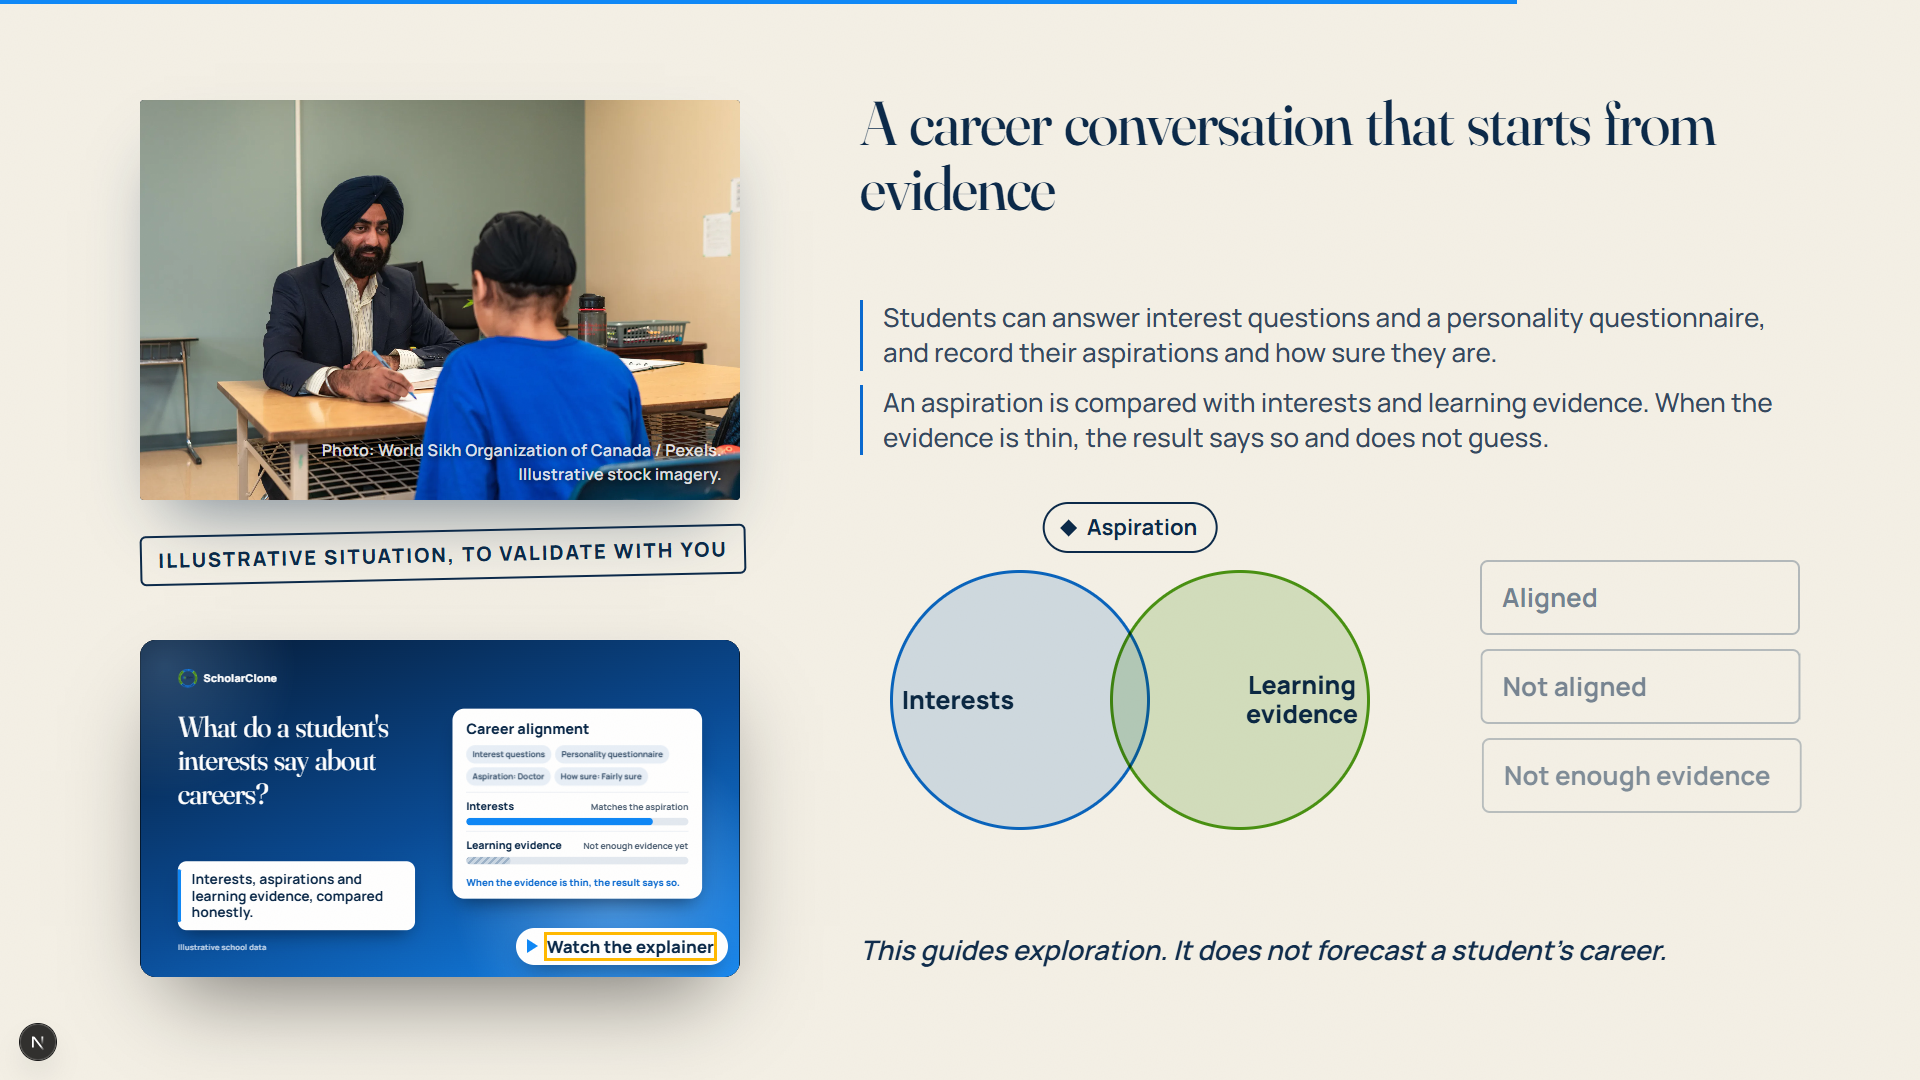 A career conversation that starts from
evidence
Photo: World Sikh Organization of Canada / Pexels.
Illustrative stock imagery.
ILLUSTRATIVE SITUATION, TO VALIDATE WITH YOU
Students can answer interest questions and a personality questionnaire,
and record their aspirations and how sure they are.
An aspiration is compared with interests and learning evidence. When the
evidence is thin, the result says so and does not guess.
Aspiration
Interests
Learning
evidence
Aligned
Not aligned
Not enough evidence
ScholarClone
What do a student's
interests say about
careers?
Interests, aspirations and
learning evidence, compared
honestly.
Illustrative school data
Career alignment
Interest questions
Personality questionnaire
Aspiration: Doctor
How sure: Fairly sure
Interests
Matches the aspiration
Learning evidence
Not enough evidence yet
When the evidence is thin, the result says so.
Watch the explainer
This guides exploration. It does not forecast a student's career.
N